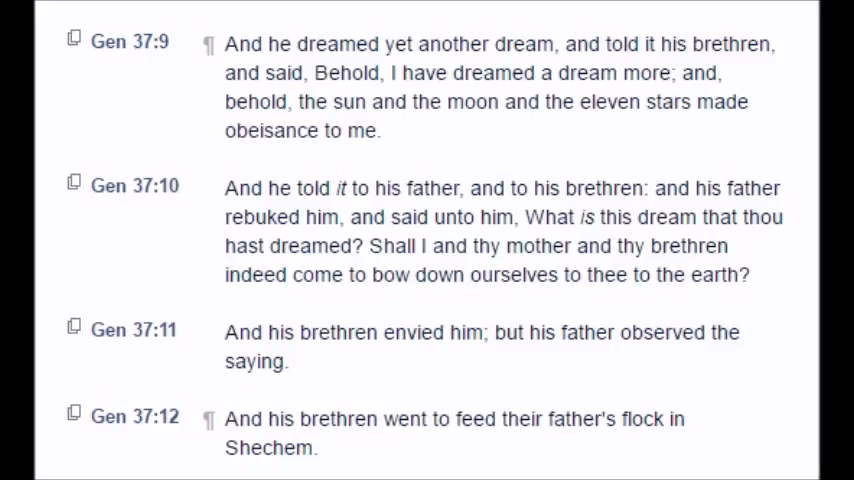 Gen 37:9 ¶ And he dreamed yet another dream, and told it his brethren,
and said, Behold, I have dreamed a dream more; and,
behold, the sun and the moon and the eleven stars made
obeisance to me.
Gen 37:10 And he told it to his father, and to his brethren: and his father
rebuked him, and said unto him, What is this dream that thou
hast dreamed? Shall I and thy mother and thy brethren
indeed come to bow down ourselves to thee to the earth?
Gen 37:11 And his brethren envied him; but his father observed the
saying.
Gen 37:12 ¶ And his brethren went to feed their father's flock in
Shechem.